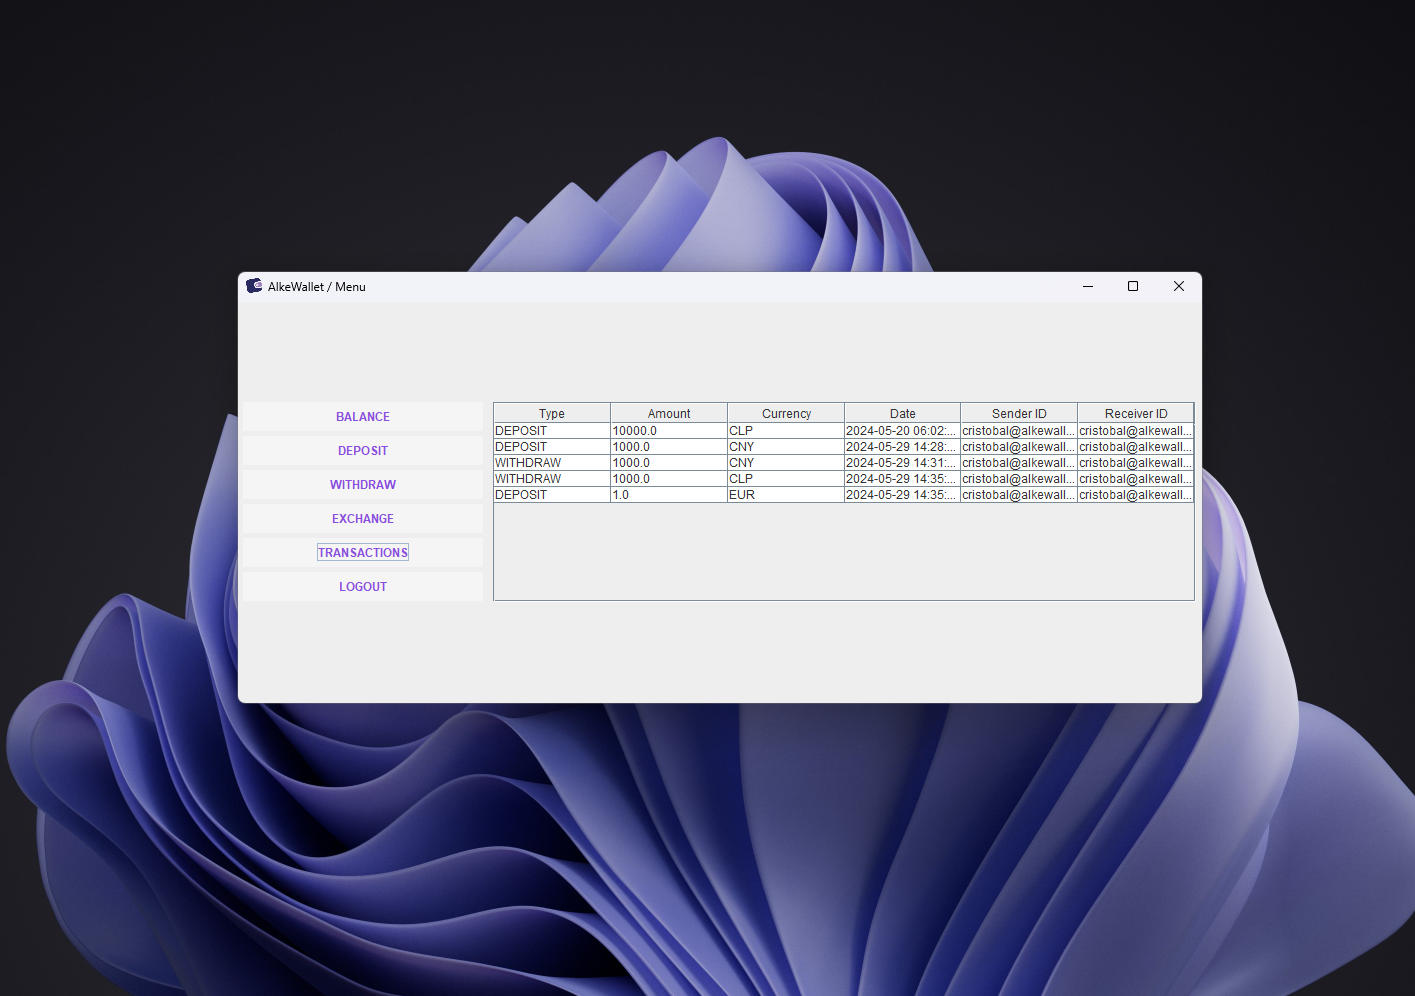 AlkeWallet / Menu
BALANCE
DEPOSIT
WITHDRAW
EXCHANGE
TRANSACTIONS
LOGOUT
Type Amount Currency Date Sender ID Receiver ID
DEPOSIT 10000.0 CLP 2024-05-20 06:02:... cristobal@alkewall... cristobal@alkewall...
DEPOSIT 1000.0 CNY 2024-05-29 14:28:... cristobal@alkewall... cristobal@alkewall...
WITHDRAW 1000.0 CNY 2024-05-29 14:31:... cristobal@alkewall... cristobal@alkewall...
WITHDRAW 1000.0 CLP 2024-05-29 14:35:... cristobal@alkewall... cristobal@alkewall...
DEPOSIT 1.0 EUR 2024-05-29 14:35:... cristobal@alkewall... cristobal@alkewall...